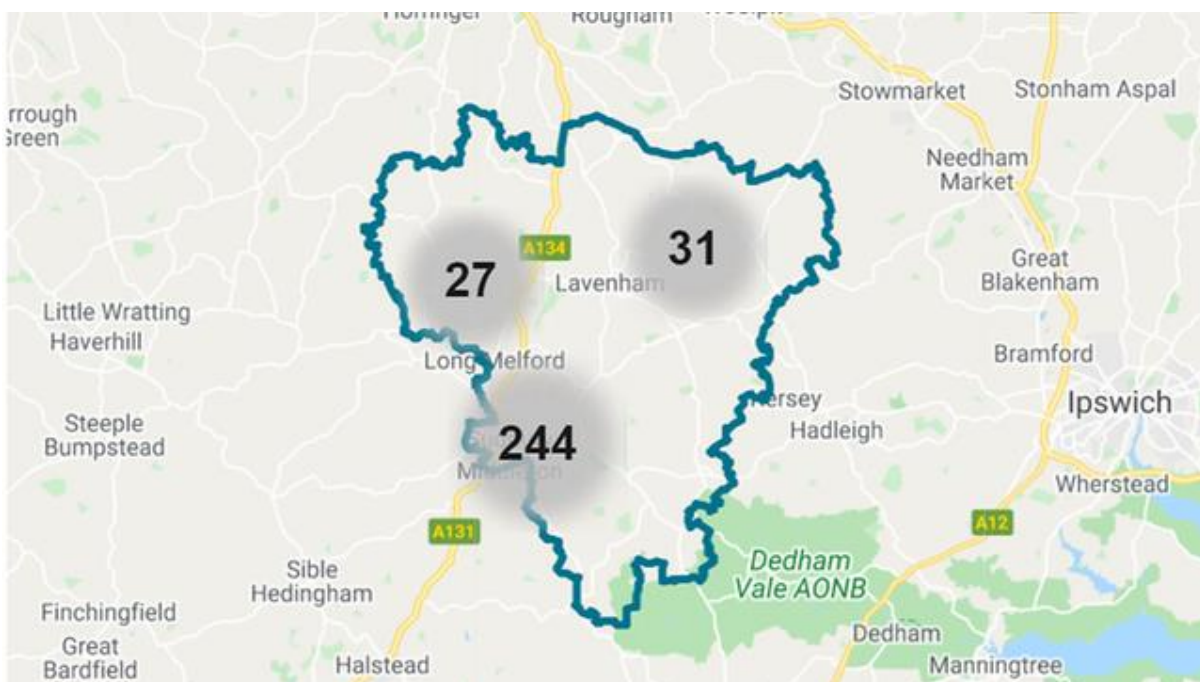 Rougham
Stowmarket
Stonham Aspal
rrough
Green
Needham
Market
31
A134
27
Lavenham
Great
Blakenham
Little Wratting
Haverhill
Long Melford
Bramford
Kersey
Ipswich
Steeple
Bumpstead
Hadleigh
244
Wherstead
A131
A12
Dedham
Vale AONB
Sible
Hedingham
Finchingfield
Dedham
Great
Bardfield
Halstead
Manningtree